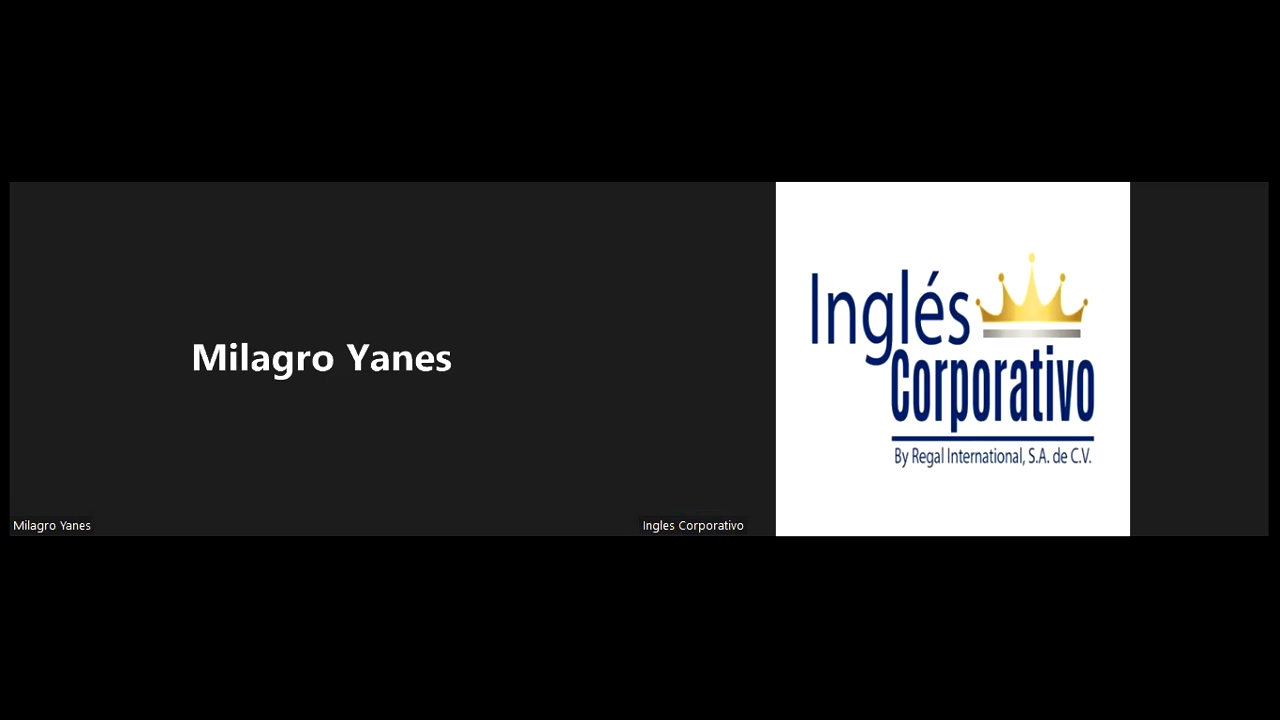 Milagro Yanes
Inglés
Corporativo
By Regal International, S.A. de C.V.
Milagro Yanes
Ingles Corporativo